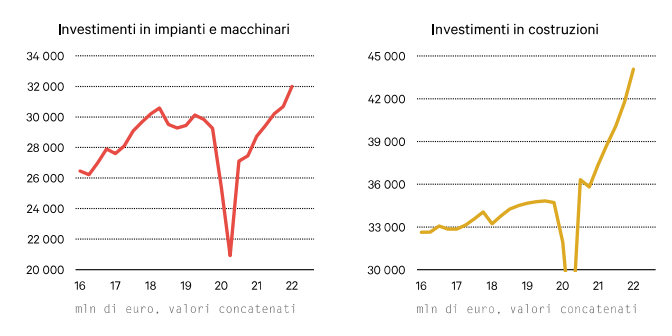 Investimenti in impianti e macchinari
34 000
32 000
30 000
28 000
26 000
24 000
22 000
20 000
16 17 18 19 20 21 22
mln di euro, valori concatenati
Investimenti in costruzioni
45 000
42 000
39 000
36 000
33 000
30 000
16 17 18 19 20 21 22
mln di euro, valori concatenati